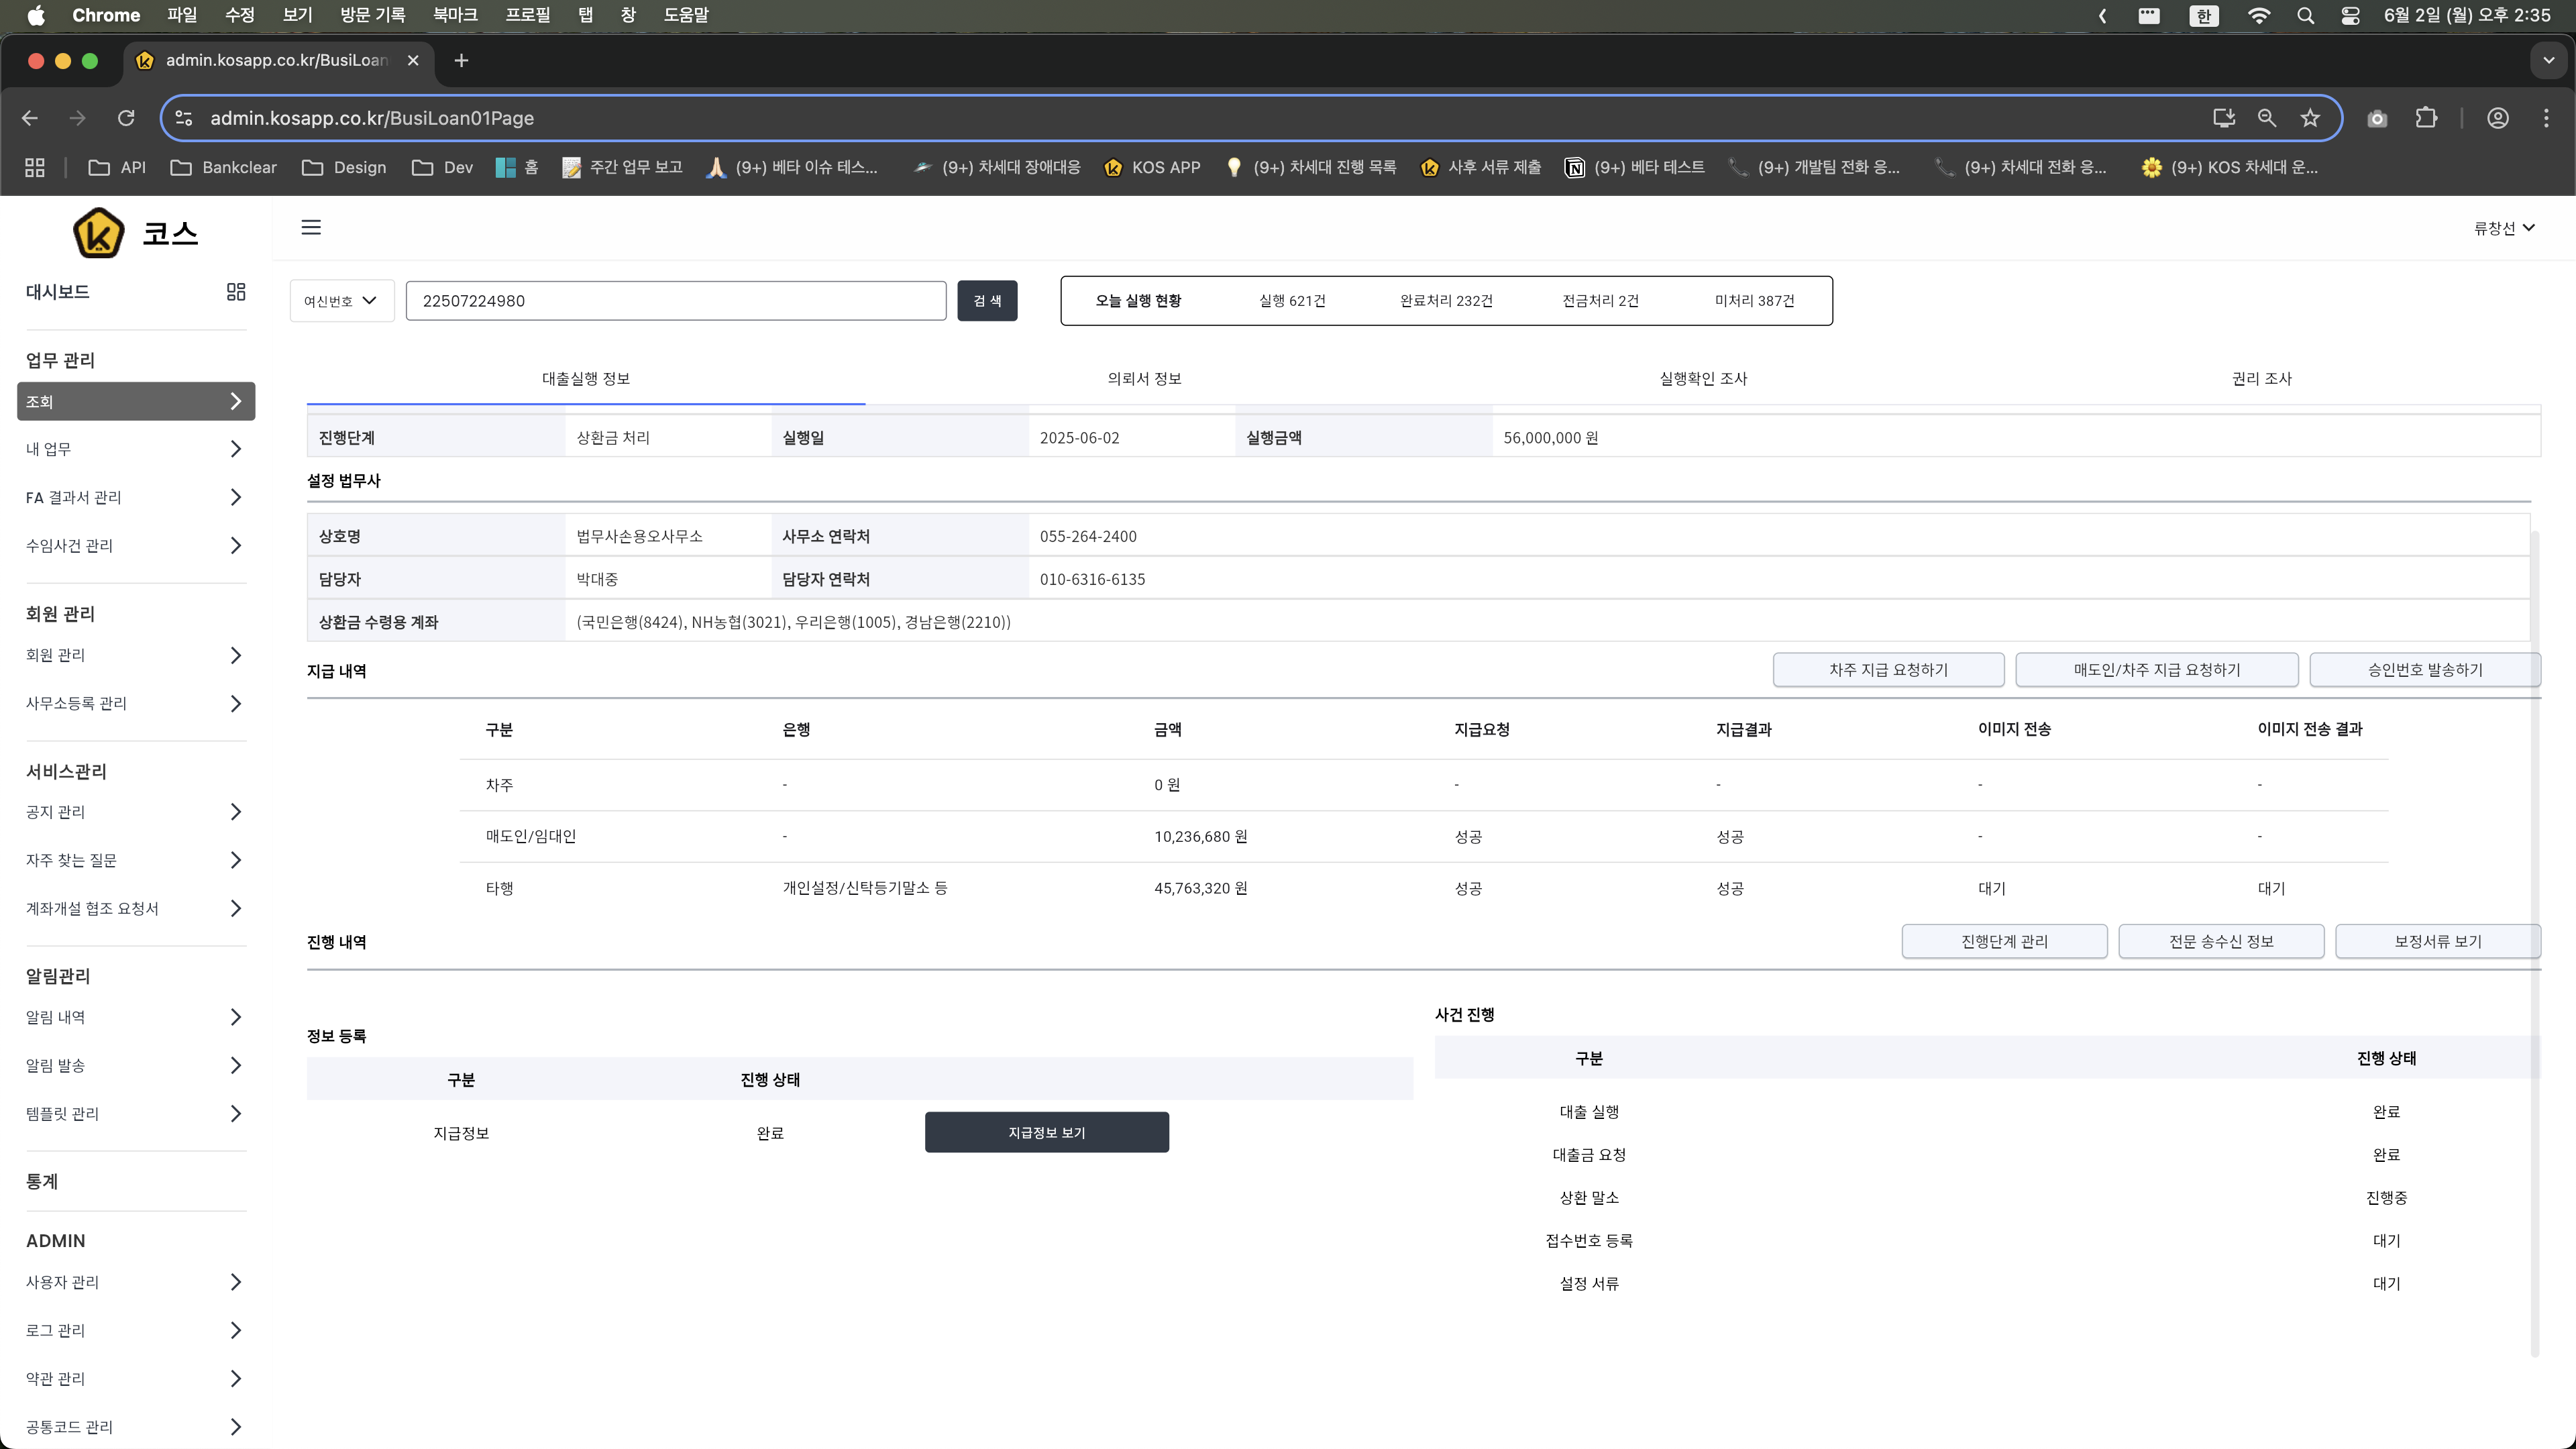 Chrome 파일 수정 보기 방문 기록 북마크 프로필 탭 창 도움말 한 6월 2일 (월) 오후 2:35
admin.kosapp.co.kr/BusiLoan
admin.kosapp.co.kr/BusiLoan01Page
API Bankclear Design Dev 홈 주간 업무 보고 (9+) 베타 이슈 테스... (9+) 차세대 장애대응 KOS APP (9+) 차세대 진행 목록 사후 서류 제출 (9+) 베타 테스트 (9+) 개발팀 전화 응... (9+) 차세대 전화 응... (9+) KOS 차세대 운...
코스
류창선
대시보드
업무 관리
조회
내 업무
FA 결과서 관리
수임사건 관리
회원 관리
회원 관리
사무소등록 관리
서비스관리
공지 관리
자주 찾는 질문
계좌개설 협조 요청서
알림관리
알림 내역
알림 발송
템플릿 관리
통계
ADMIN
사용자 관리
로그 관리
약관 관리
공통코드 관리
여신번호 22507224980 검 색 오늘 실행 현황 실행 621건 완료처리 232건 전금처리 2건 미처리 387건
대출실행 정보 의뢰서 정보 실행확인 조사 권리 조사
진행단계 상환금 처리 실행일 2025-06-02 실행금액 56,000,000 원
설정 법무사
상호명 법무사손용오사무소 사무소 연락처 055-264-2400
담당자 박대중 담당자 연락처 010-6316-6135
상환금 수령용 계좌 (국민은행(8424), NH농협(3021), 우리은행(1005), 경남은행(2210))
지급 내역 차주 지급 요청하기 매도인/차주 지급 요청하기 승인번호 발송하기
구분 은행 금액 지급요청 지급결과 이미지 전송 이미지 전송 결과
차주 - 0 원 - - - -
매도인/임대인 - 10,236,680 원 성공 성공 - -
타행 개인설정/신탁등기말소 등 45,763,320 원 성공 성공 대기 대기
진행 내역 진행단계 관리 전문 송수신 정보 보정서류 보기
정보 등록
구분 진행 상태
지급정보 완료 지급정보 보기
사건 진행
구분 진행 상태
대출 실행 완료
대출금 요청 완료
상환 말소 진행중
접수번호 등록 대기
설정 서류 대기